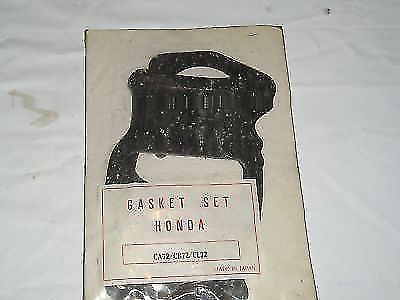 GASKET SET
HONDA
CA72/CB72/CL72
MADE IN JAPAN